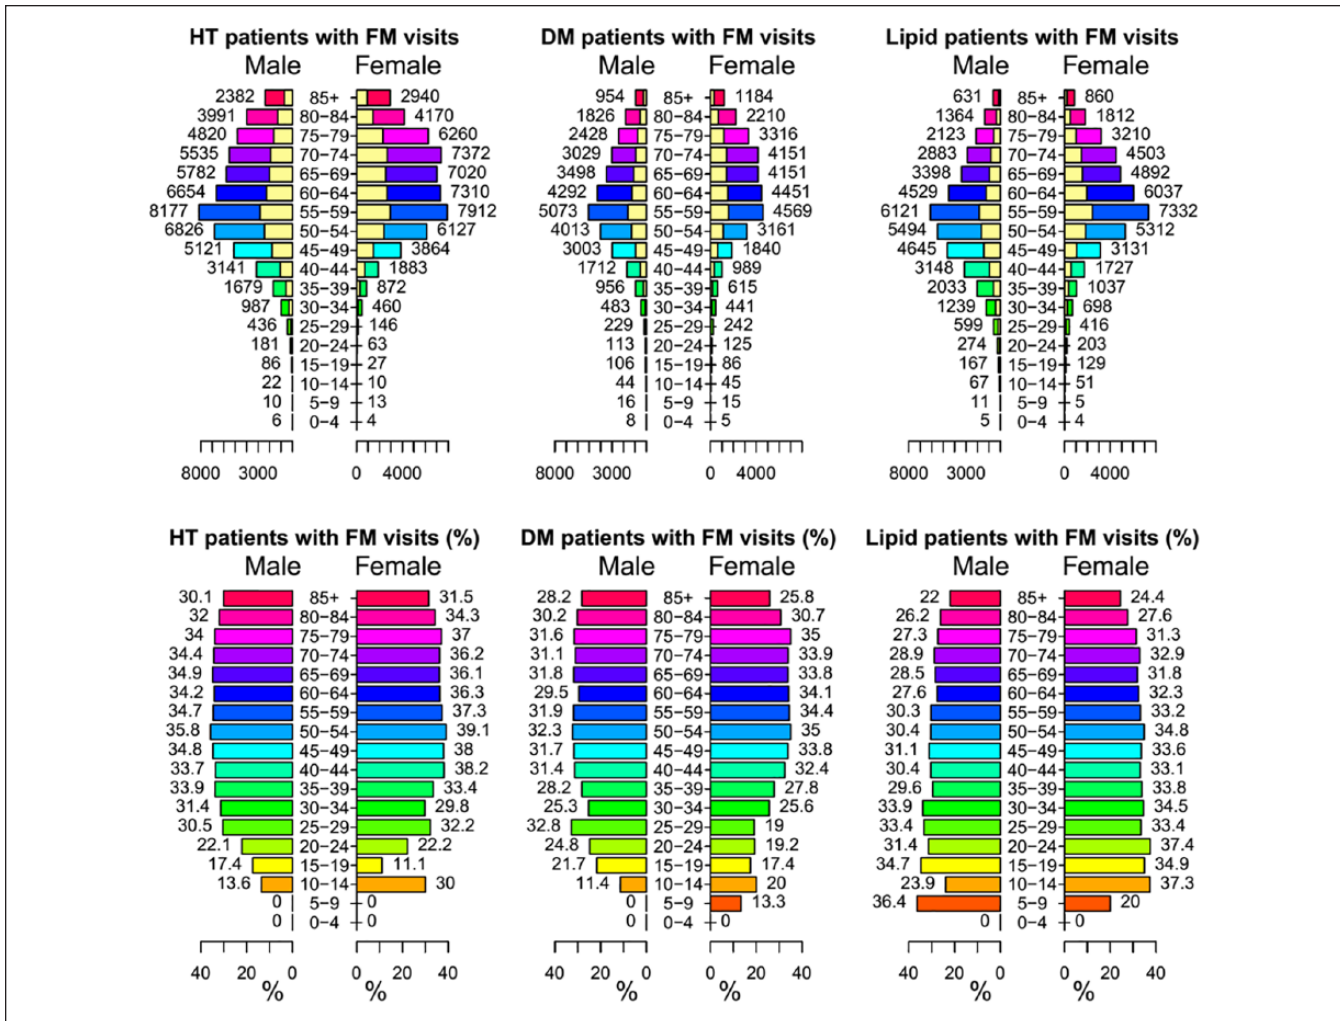 HT patients with FM visits DM patients with FM visits Lipid patients with FM visits
Male Female Male Female Male Female
2382 85+ 2940 954 85+ 1184 631 85+ 860
3991 80−84 4170 1826 80−84 2210 1364 80−84 1812
4820 75−79 6260 2428 75−79 3316 2123 75−79 3210
5535 70−74 7372 3029 70−74 4151 2883 70−74 4503
5782 65−69 7020 3498 65−69 4151 3398 65−69 4892
6654 60−64 7310 4292 60−64 4451 4529 60−64 6037
8177 55−59 7912 5073 55−59 4569 6121 55−59 7332
6826 50−54 6127 4013 50−54 3161 5494 50−54 5312
5121 45−49 3864 3003 45−49 1840 4645 45−49 3131
3141 40−44 1883 1712 40−44 989 3148 40−44 1727
1679 35−39 872 956 35−39 615 2033 35−39 1037
987 30−34 460 483 30−34 441 1239 30−34 698
436 25−29 146 229 25−29 242 599 25−29 416
181 20−24 63 113 20−24 125 274 20−24 203
86 15−19 27 106 15−19 86 167 15−19 129
22 10−14 10 44 10−14 45 67 10−14 51
10 5−9 13 16 5−9 15 11 5−9 5
6 0−4 4 8 0−4 5 5 0−4 4
8000 3000 0 4000 8000 3000 0 4000 8000 3000 0 4000
HT patients with FM visits (%) DM patients with FM visits (%) Lipid patients with FM visits (%)
Male Female Male Female Male Female
30.1 85+ 31.5 28.2 85+ 25.8 22 85+ 24.4
32 80−84 34.3 30.2 80−84 30.7 26.2 80−84 27.6
34 75−79 37 31.6 75−79 35 27.3 75−79 31.3
34.4 70−74 36.2 31.1 70−74 33.9 28.9 70−74 32.9
34.9 65−69 36.1 31.8 65−69 33.8 28.5 65−69 31.8
34.2 60−64 36.3 29.5 60−64 34.1 27.6 60−64 32.3
34.7 55−59 37.3 31.9 55−59 34.4 30.3 55−59 33.2
35.8 50−54 39.1 32.3 50−54 35 30.4 50−54 34.8
34.8 45−49 38 31.7 45−49 33.8 31.1 45−49 33.6
33.7 40−44 38.2 31.4 40−44 32.4 30.4 40−44 33.1
33.9 35−39 33.4 28.2 35−39 27.8 29.6 35−39 33.8
31.4 30−34 29.8 25.3 30−34 25.6 33.9 30−34 34.5
30.5 25−29 32.2 32.8 25−29 19 33.4 25−29 33.4
22.1 20−24 22.2 24.8 20−24 19.2 31.4 20−24 37.4
17.4 15−19 11.1 21.7 15−19 17.4 34.7 15−19 34.9
13.6 10−14 30 11.4 10−14 20 23.9 10−14 37.3
0 5−9 0 0 5−9 13.3 36.4 5−9 20
0 0−4 0 0 0−4 0 0 0−4 0
40 20 0 0 20 40 40 20 0 0 20 40 40 20 0 0 20 40
% % % % % %